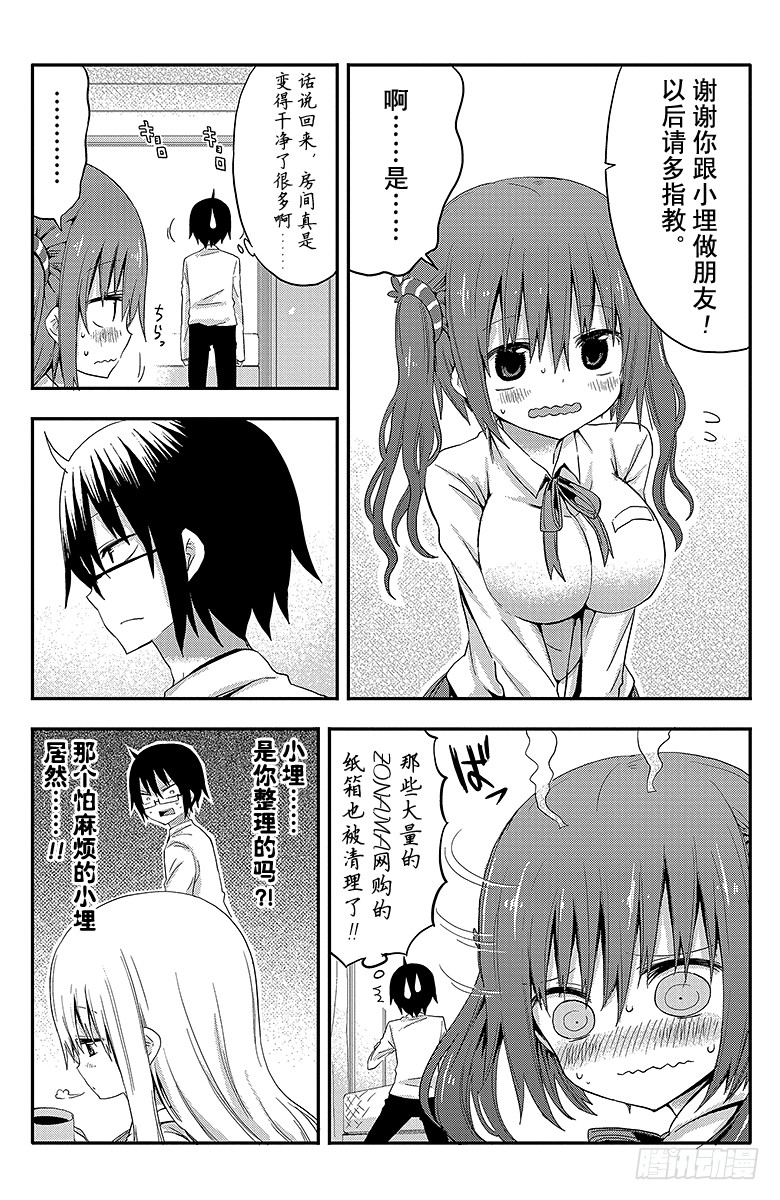 谢谢你跟小埋做朋友!
以后请多指教。
啊……是…
话说回来,房间真是
变得干净了很多啊……
キョロ
キョロ
………
ちらっ
ばっ
那些大量的
ZONAMA网购的
纸箱也被清理了!!
小埋……
是你整理的吗?!
那个怕麻烦的小埋
居然……!!
腾讯动漫